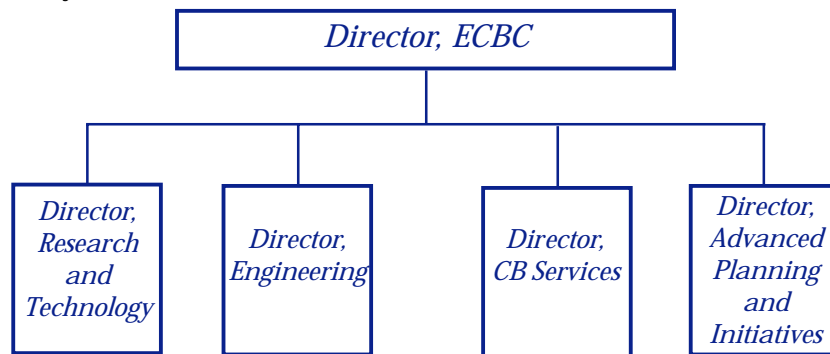 Director, ECBC
Director,
Research
and
Technology
Director,
Engineering
Director,
CB Services
Director,
Advanced
Planning
and
Initiatives